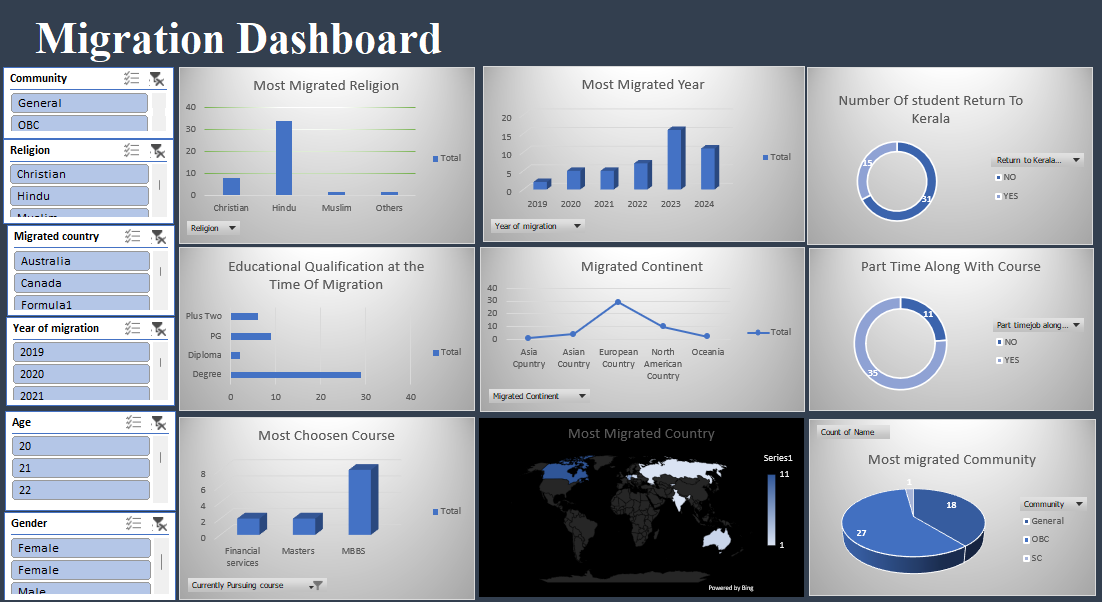 Migration Dashboard
Community
General
OBC
Religion
Christian
Hindu
Muslim
Migrated country
Australia
Canada
Formula1
Year of migration
2019
2020
2021
Age
20
21
22
Gender
Female
Female
Male
Most Migrated Religion
40
30
20
10
0
Christian Hindu Muslim Others
Total
Religion
Most Migrated Year
20
15
10
5
0
2019 2020 2021 2022 2023 2024
Total
Year of migration
Number Of student Return To
Kerala
15
31
Return to Kerala...
NO
YES
Educational Qualification at the
Time Of Migration
Plus Two
PG
Diploma
Degree
0 10 20 30 40
Total
Migrated Continent
40
30
20
10
0
Asia Asian European North Oceania
Cpuntry Country Country American
Country
Total
Migrated Continent
Part Time Along With Course
11
35
Part timejob along...
NO
YES
Most Choosen Course
8
6
4
2
0
Financial Masters MBBS
services
Total
Currently Pursuing course
Most Migrated Country
Series1
11
1
Powered by Bing
Count of Name
Most migrated Community
1
18
27
Community
General
OBC
SC